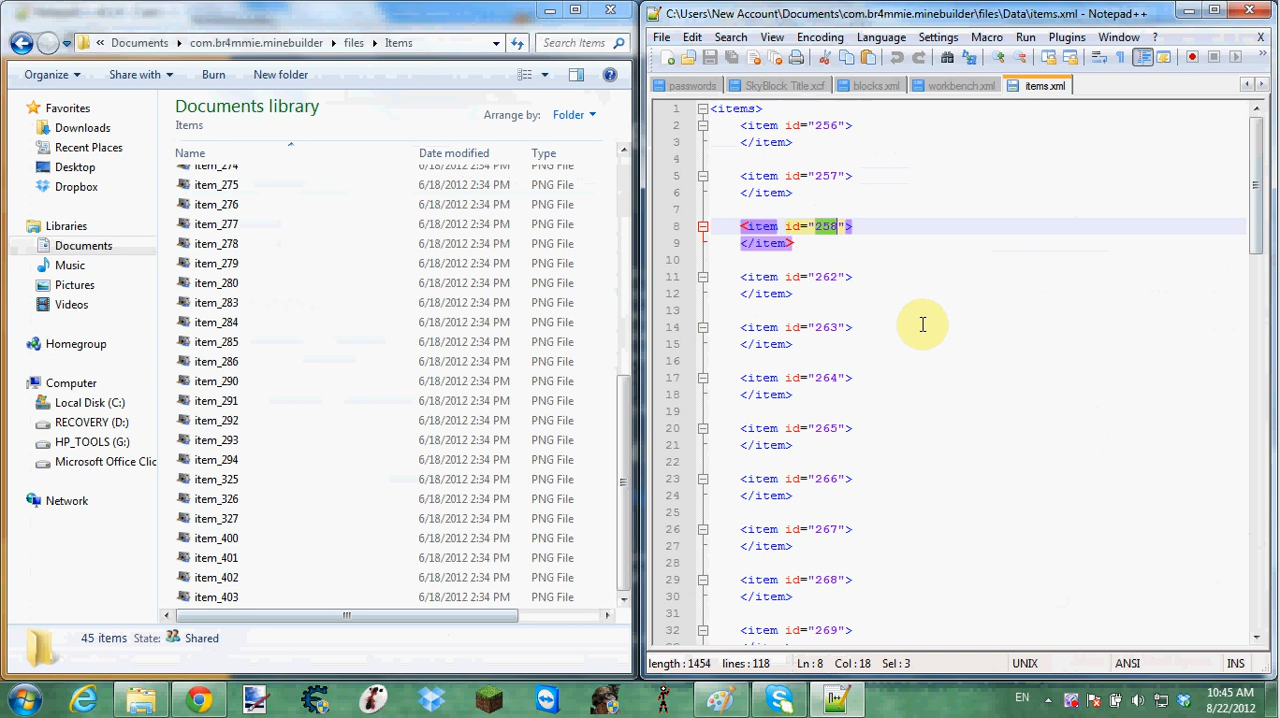 Documents ▸ com.br4mmie.minebuilder ▸ files ▸ Items
Search Items
Organize
Share with
Burn
New folder
Documents library
Items
Arrange by:
Folder
Name
Date modified
Type
Favorites
Downloads
Recent Places
Desktop
Dropbox
Libraries
Documents
Music
Pictures
Videos
Homegroup
Computer
Local Disk (C:)
RECOVERY (D:)
HP_TOOLS (G:)
Microsoft Office Clic
Network
item_274 6/18/2012 2:34 PM PNG File
item_275 6/18/2012 2:34 PM PNG File
item_276 6/18/2012 2:34 PM PNG File
item_277 6/18/2012 2:34 PM PNG File
item_278 6/18/2012 2:34 PM PNG File
item_279 6/18/2012 2:34 PM PNG File
item_280 6/18/2012 2:34 PM PNG File
item_283 6/18/2012 2:34 PM PNG File
item_284 6/18/2012 2:34 PM PNG File
item_285 6/18/2012 2:34 PM PNG File
item_286 6/18/2012 2:34 PM PNG File
item_290 6/18/2012 2:34 PM PNG File
item_291 6/18/2012 2:34 PM PNG File
item_292 6/18/2012 2:34 PM PNG File
item_293 6/18/2012 2:34 PM PNG File
item_294 6/18/2012 2:34 PM PNG File
item_325 6/18/2012 2:34 PM PNG File
item_326 6/18/2012 2:34 PM PNG File
item_327 6/18/2012 2:34 PM PNG File
item_400 6/18/2012 2:34 PM PNG File
item_401 6/18/2012 2:34 PM PNG File
item_402 6/18/2012 2:34 PM PNG File
item_403 6/18/2012 2:34 PM PNG File
45 items State: Shared
C:\Users\New Account\Documents\com.br4mmie.minebuilder\files\Data\items.xml - Notepad++
File Edit Search View Encoding Language Settings Macro Run Plugins Window ? X
passwords
SkyBlock Title.xcf
blocks.xml
workbench.xml
items.xml
1 <items>
2 <item id="256">
3 </item>
4
5 <item id="257">
6 </item>
7
8 <item id="258">
9 </item>
10
11 <item id="262">
12 </item>
13
14 <item id="263">
15 </item>
16
17 <item id="264">
18 </item>
19
20 <item id="265">
21 </item>
22
23 <item id="266">
24 </item>
25
26 <item id="267">
27 </item>
28
29 <item id="268">
30 </item>
31
32 <item id="269">
length : 1454 lines : 118 Ln : 8 Col : 18 Sel : 3 UNIX ANSI INS
EN
10:45 AM
8/22/2012